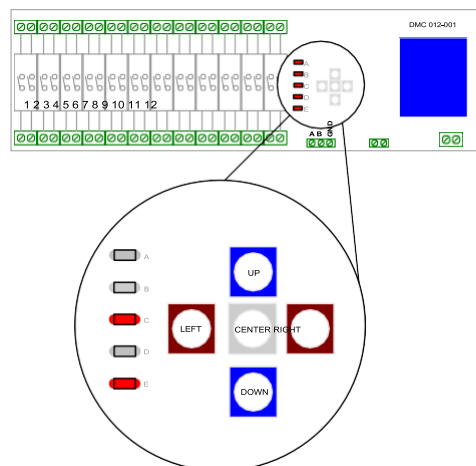 DMC 012-001
A
B
C
D
E
1 2 3 4 5 6 7 8 9 10 11 12
A B GND
A
B
C
D
E
UP
LEFT
CENTER RIGHT
DOWN